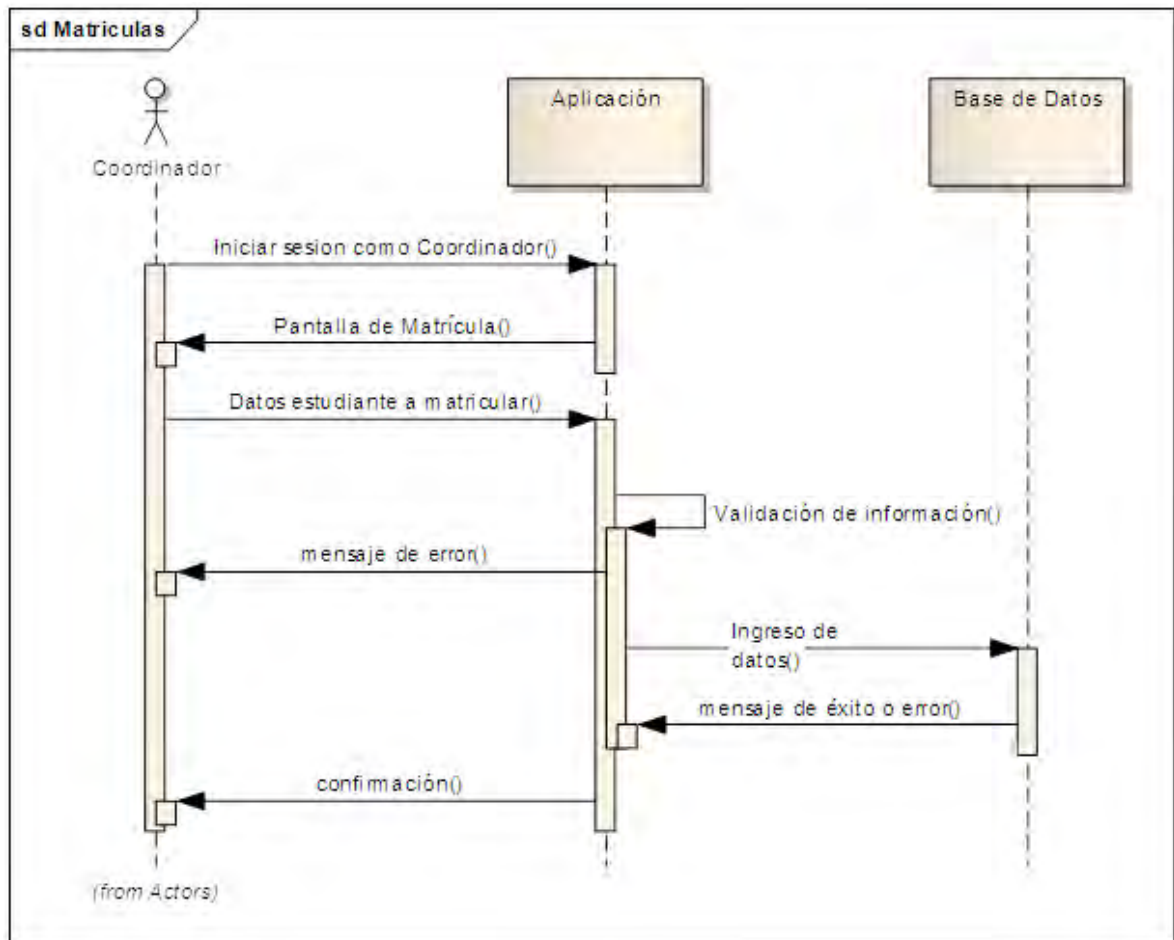 sd Matriculas
Aplicación
Base de Datos
Coordinador
Iniciar sesion como Coordinador()
Pantalla de Matrícula()
Datos estudiante a matricular()
Validación de información()
mensaje de error()
Ingreso de
datos()
mensaje de éxito o error()
confirmación()
(from Actors)